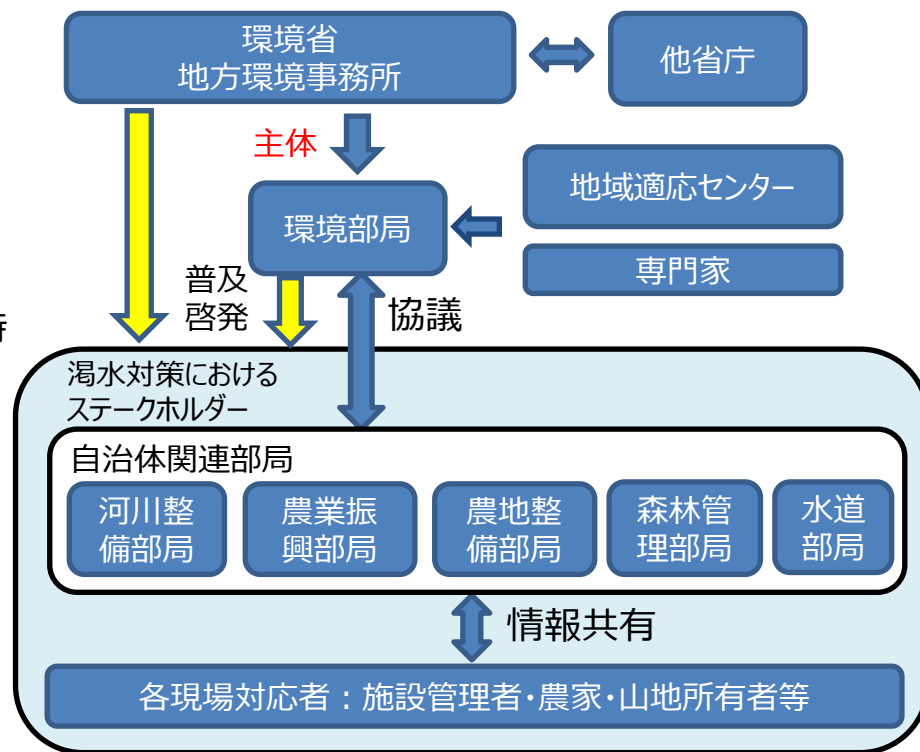 環境省
地方環境事務所
他省庁
主体
地域適応センター
環境部局
専門家
普及
啓発
協議
渇水対策における
ステークホルダー
自治体関連部局
河川整
備部局
農業振
興部局
農地整
備部局
森林管
理部局
水道
部局
情報共有
各現場対応者：施設管理者・農家・山地所有者等